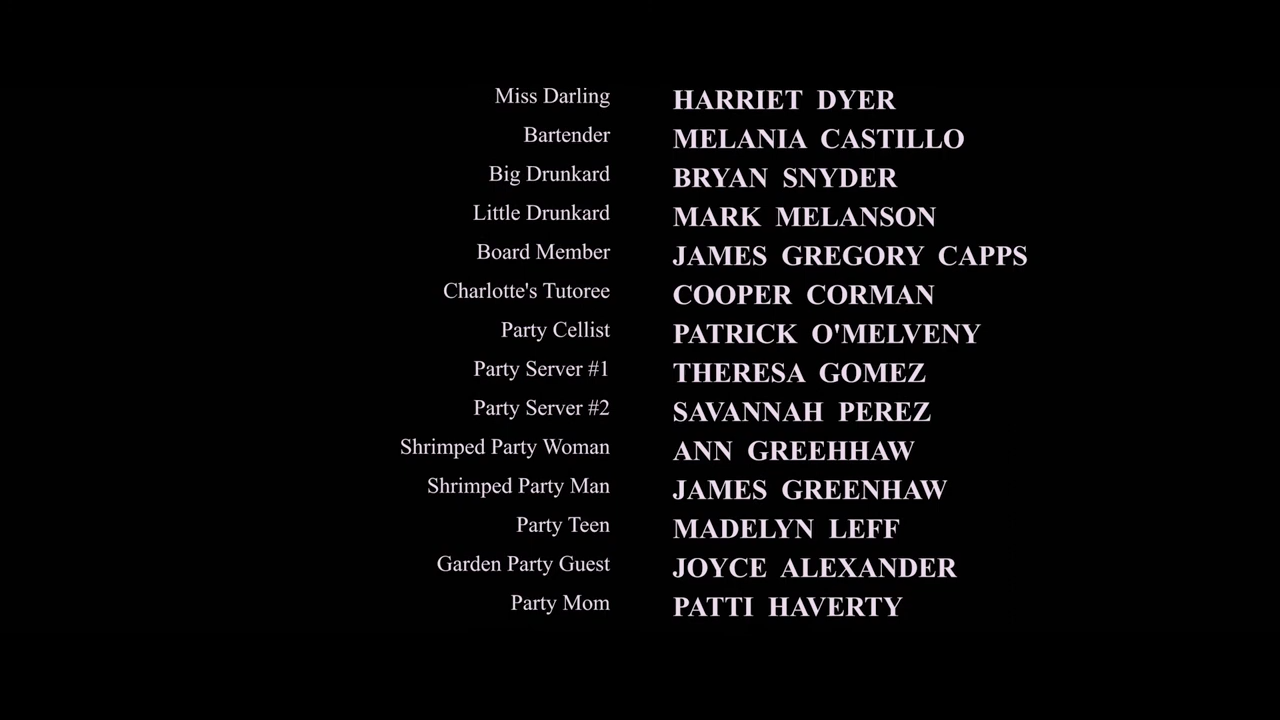 Miss Darling HARRIET DYER
Bartender MELANIA CASTILLO
Big Drunkard BRYAN SNYDER
Little Drunkard MARK MELANSON
Board Member JAMES GREGORY CAPPS
Charlotte's Tutoree COOPER CORMAN
Party Cellist PATRICK O'MELVENY
Party Server #1 THERESA GOMEZ
Party Server #2 SAVANNAH PEREZ
Shrimped Party Woman ANN GREEHHAW
Shrimped Party Man JAMES GREENHAW
Party Teen MADELYN LEFF
Garden Party Guest JOYCE ALEXANDER
Party Mom PATTI HAVERTY